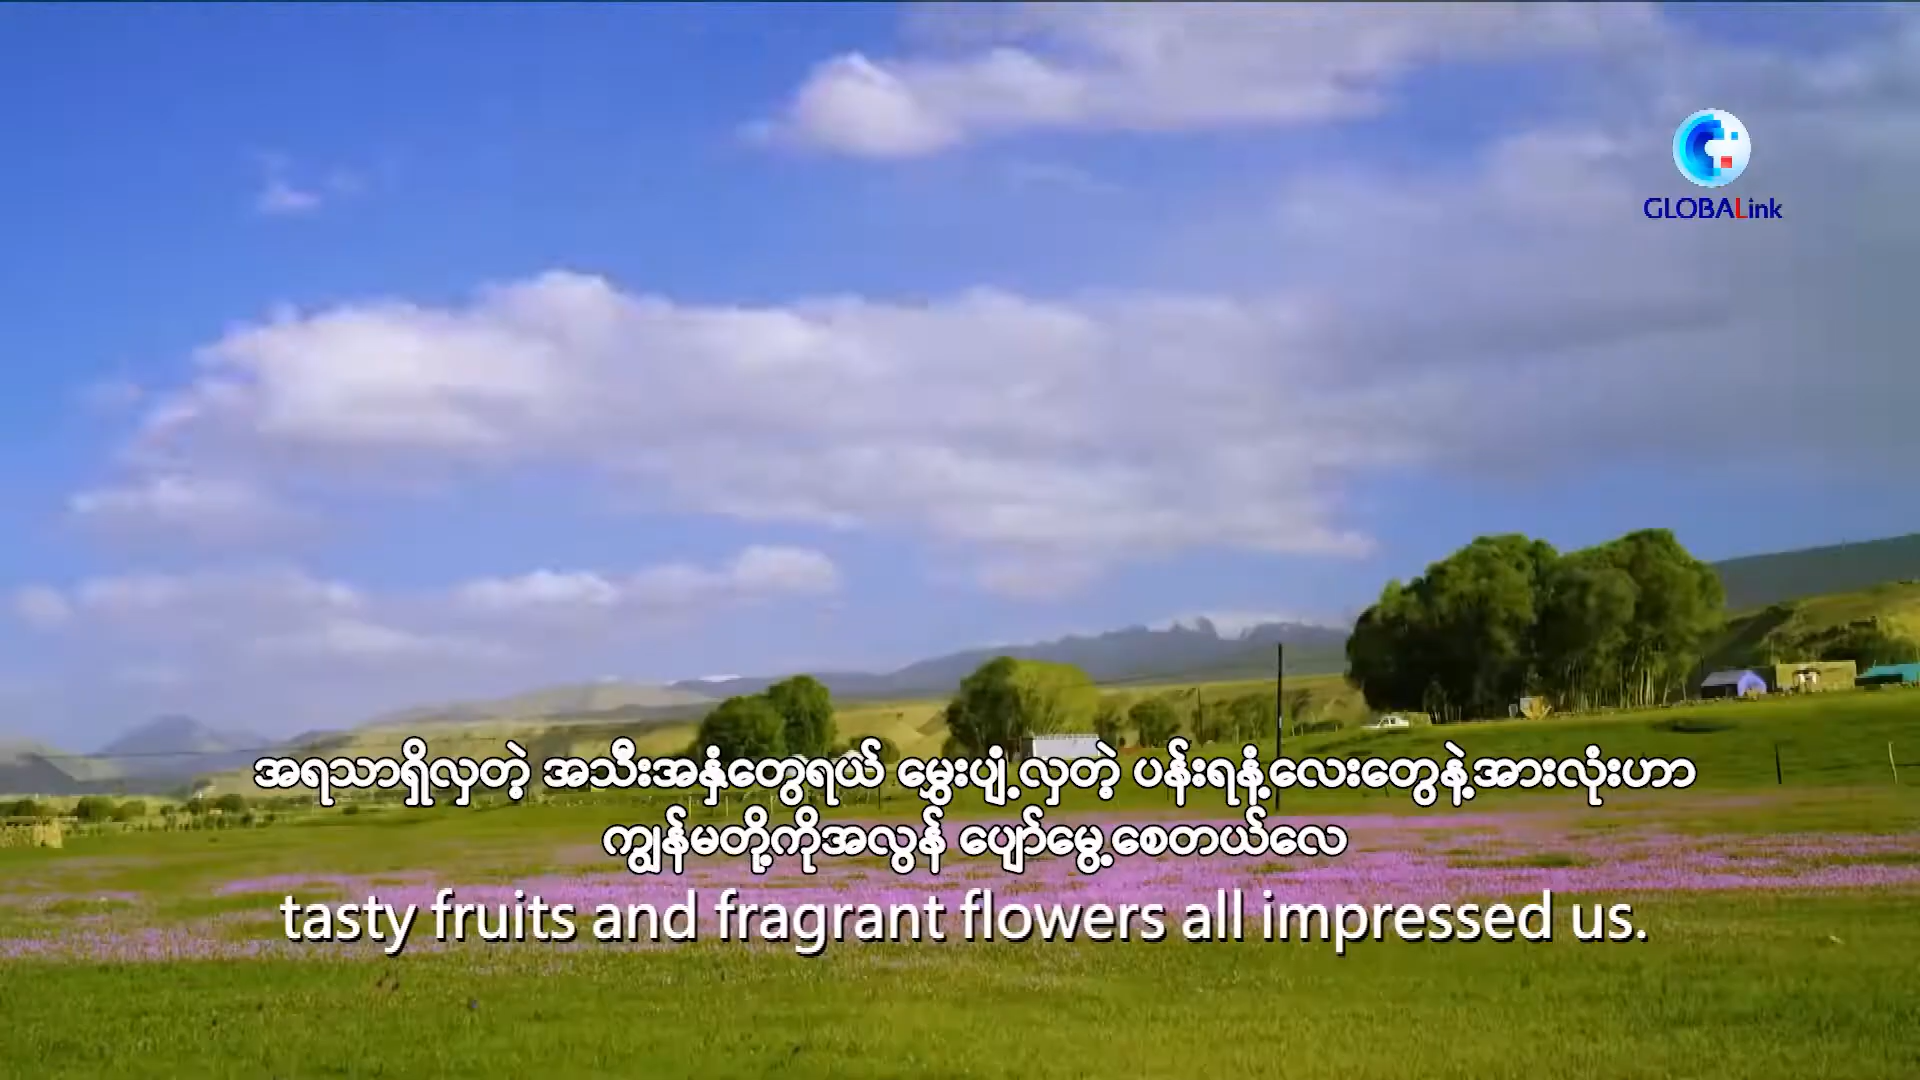 GLOBALink
အရသာရှိလှတဲ့ အသီးအနှံတွေရယ် မွှေးပျံ့လှတဲ့ ပန်းရနံ့လေးတွေနဲ့အားလုံးဟာ
ကျွန်မတို့ကိုအလွန် ပျော်မွေ့စေတယ်လေ
tasty fruits and fragrant flowers all impressed us.